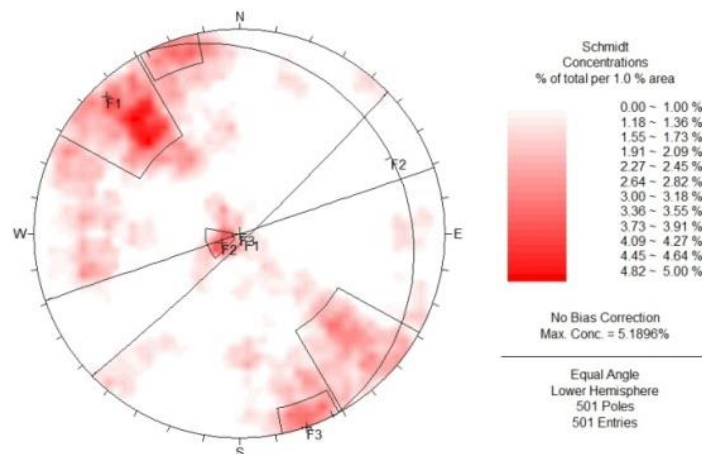 N
F1
F2
W
E
F2
F1
F3
S
Schmidt
Concentrations
% of total per 1.0 % area
0.00 ~ 1.00 %
1.18 ~ 1.36 %
1.55 ~ 1.73 %
1.91 ~ 2.09 %
2.27 ~ 2.45 %
2.64 ~ 2.82 %
3.00 ~ 3.18 %
3.36 ~ 3.55 %
3.73 ~ 3.91 %
4.09 ~ 4.27 %
4.45 ~ 4.64 %
4.82 ~ 5.00 %
No Bias Correction
Max. Conc. = 5.1896%
Equal Angle
Lower Hemisphere
501 Poles
501 Entries